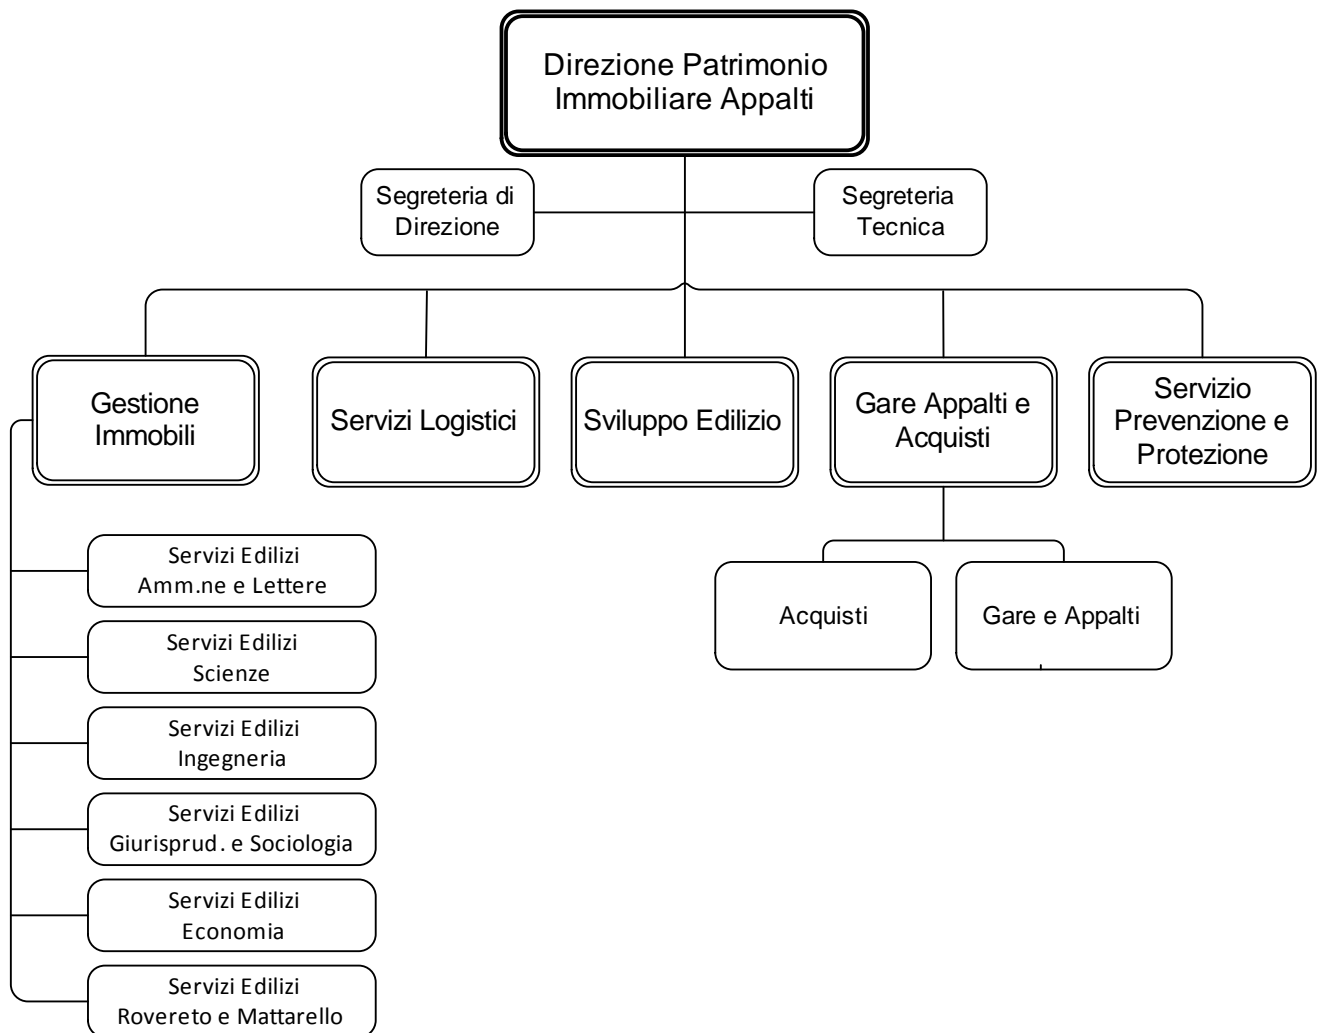 Direzione Patrimonio
Immobiliare Appalti
Segreteria di
Direzione
Segreteria
Tecnica
Gestione
Immobili
Servizi Logistici
Sviluppo Edilizio
Gare Appalti e
Acquisti
Servizio
Prevenzione e
Protezione
Servizi Edilizi
Amm.ne e Lettere
Servizi Edilizi
Scienze
Servizi Edilizi
Ingegneria
Servizi Edilizi
Giurisprud. e Sociologia
Servizi Edilizi
Economia
Servizi Edilizi
Rovereto e Mattarello
Acquisti
Gare e Appalti